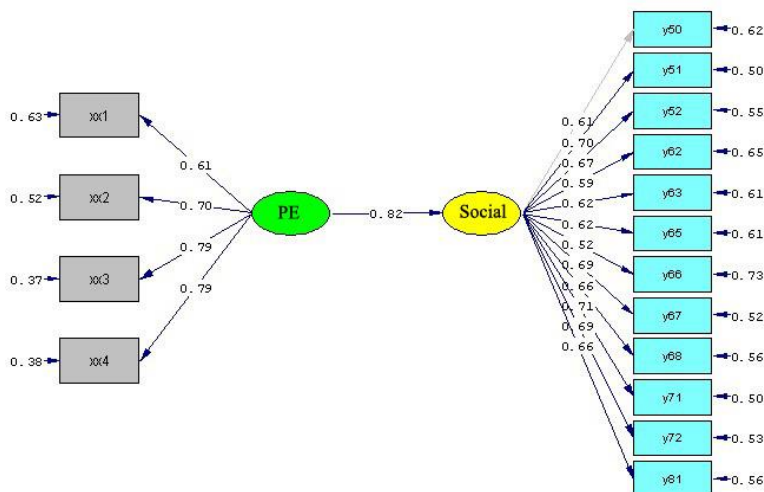 y50 0.62
y51 0.50
y52 0.55
y62 0.65
y63 0.61
y65 0.61
y66 0.73
y67 0.52
y68 0.56
y71 0.50
y72 0.53
y81 0.56
0.61
0.70
0.67
0.59
0.62
0.62
0.52
0.69
0.66
0.71
0.69
0.66
0.63 xx1
0.52 xx2
0.37 xx3
0.38 xx4
0.61
0.70
0.79
0.79
PE 0.82 Social